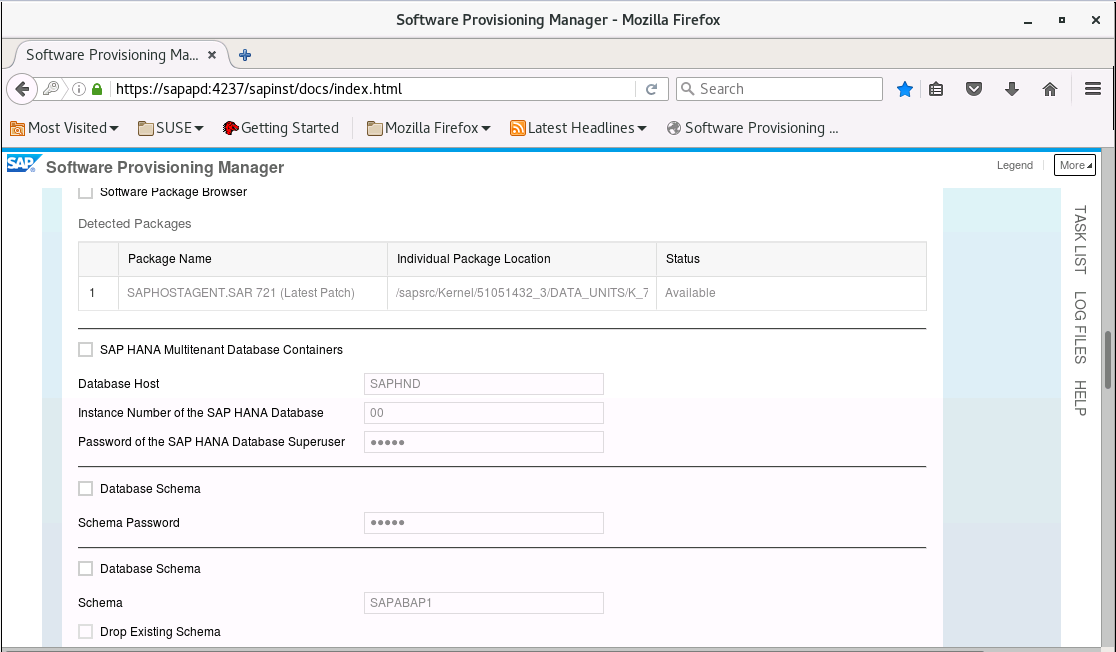 Software Provisioning Manager - Mozilla Firefox
Software Provisioning Ma...
https://sapapd:4237/sapinst/docs/index.html
Search
Most Visited
SUSE
Getting Started
Mozilla Firefox
Latest Headlines
Software Provisioning ...
SAP
Software Provisioning Manager
Legend
More
Software Package Browser
Detected Packages
Package Name Individual Package Location Status
1 SAPHOSTAGENT.SAR 721 (Latest Patch) /sapsrc/Kernel/51051432_3/DATA_UNITS/K_7 Available
SAP HANA Multitenant Database Containers
Database Host SAPHND
Instance Number of the SAP HANA Database 00
Password of the SAP HANA Database Superuser •••••
Database Schema
Schema Password •••••
Database Schema
Schema SAPABAP1
Drop Existing Schema
TASK LIST
LOG FILES
HELP